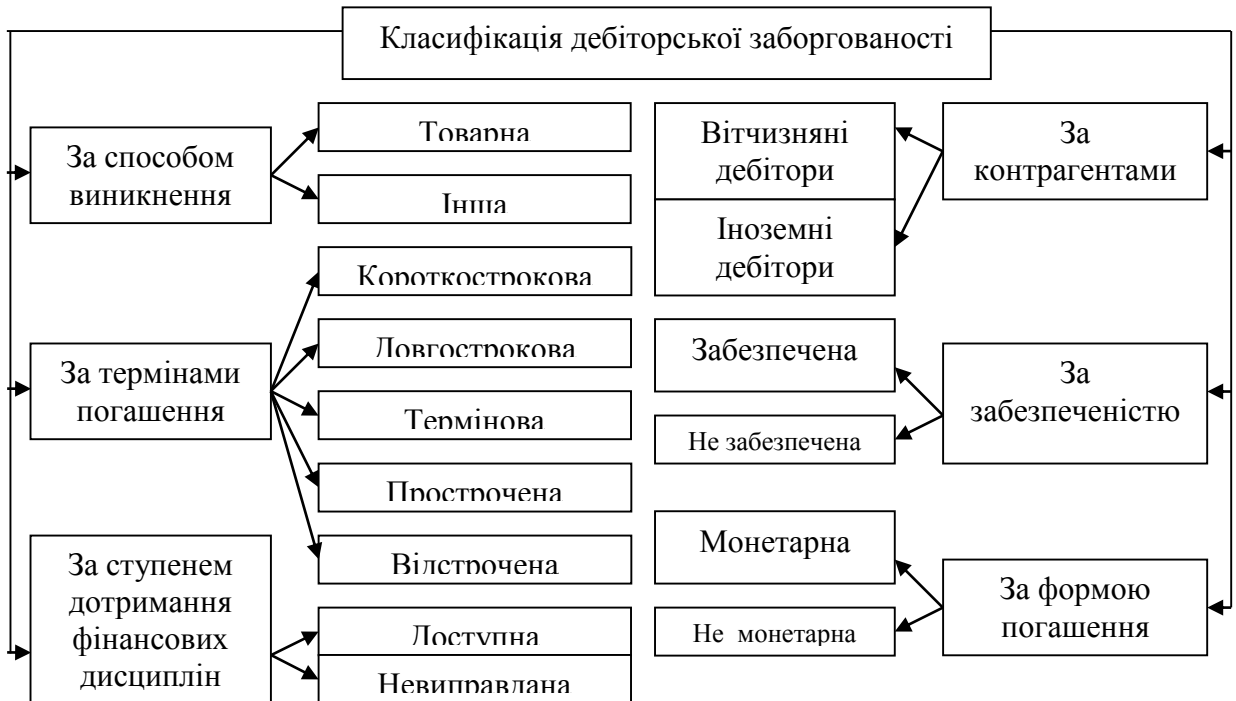 Класифікація дебіторської заборгованості
За способом
виникнення
Товарна
Інша
За термінами
погашення
Короткострокова
Довгострокова
Термінова
Прострочена
Відстрочена
За ступенем
дотримання
фінансових
дисциплін
Доступна
Невиправдана
За
контрагентами
Вітчизняні
дебітори
Іноземні
дебітори
За
забезпеченістю
Забезпечена
Не забезпечена
За формою
погашення
Монетарна
Не монетарна